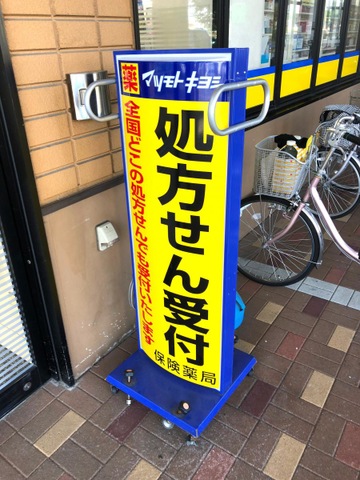 薬 マツモトキヨシ
処方せん受付
全国どこの処方せんでも受付いたします
保険薬局